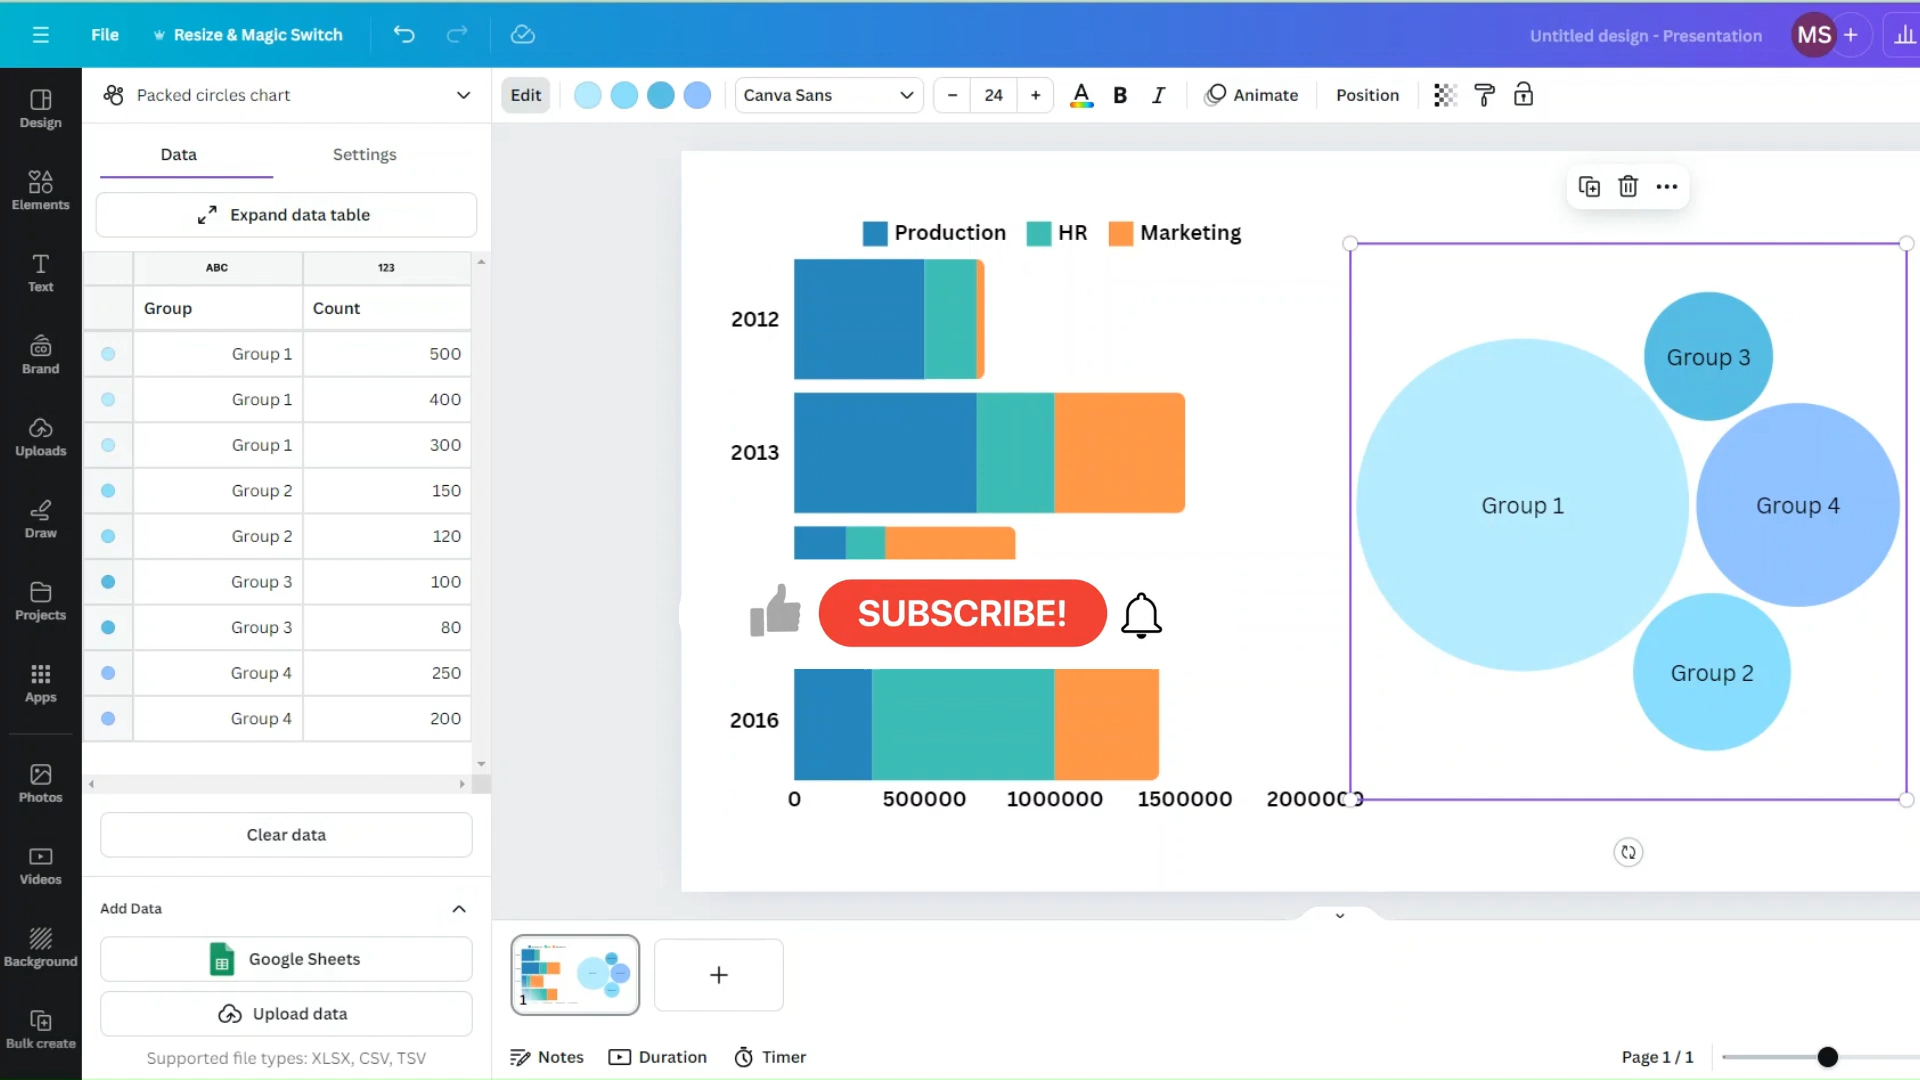 File
Resize & Magic Switch
Untitled design - Presentation
MS
Design
Elements
Text
Brand
Uploads
Draw
Projects
Apps
Photos
Videos
Background
Bulk create
Packed circles chart
Data
Settings
Expand data table
ABC 123
Group Count
Group 1 500
Group 1 400
Group 1 300
Group 2 150
Group 2 120
Group 3 100
Group 3 80
Group 4 250
Group 4 200
Clear data
Add Data
Google Sheets
Upload data
Supported file types: XLSX, CSV, TSV
Edit
Canva Sans
24
A
B
I
Animate
Position
Production HR Marketing
2012
2013
SUBSCRIBE!
2016
0 500000 1000000 1500000 2000000
Group 3
Group 1
Group 4
Group 2
1
Notes
Duration
Timer
Page 1 / 1